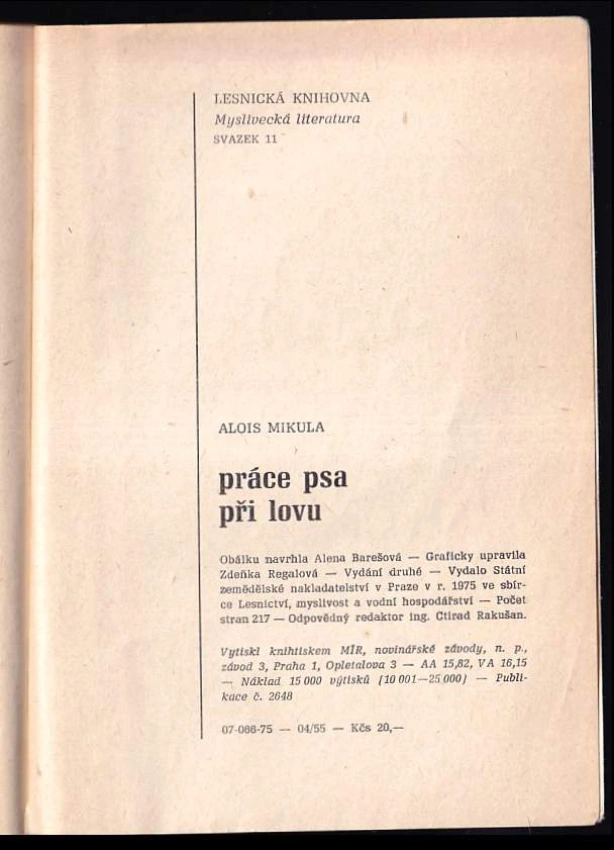 LESNICKÁ KNIHOVNA
Myslivecká literatura
SVAZEK 11
ALOIS MIKULA
práce psa
při lovu
Obálku navrhla Alena Barešová — Graficky upravila
Zdeňka Regalová — Vydání druhé — Vydalo Státní
zemědělské nakladatelství v Praze v r. 1975 ve sbír-
ce Lesnictví, myslivost a vodní hospodářství — Počet
stran 217 — Odpovědný redaktor ing. Ctirad Rakušan.
Vytiskl knihtiskem MÍR, novinářské závody, n. p.,
závod 3, Praha 1, Opletalova 3 — AA 15,82, VA 16,15
— Náklad 15 000 výtisků (10 001—25 000) — Publi-
kace č. 2648
07-086-75 — 04/55 — Kčs 20,—